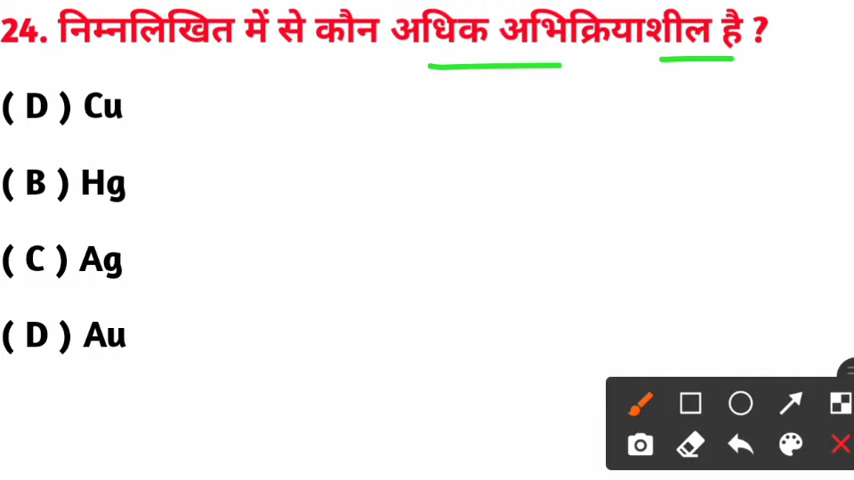 24. निम्नलिखित में से कौन अधिक अभिक्रियाशील है ?
( D ) Cu
( B ) Hg
( C ) Ag
( D ) Au